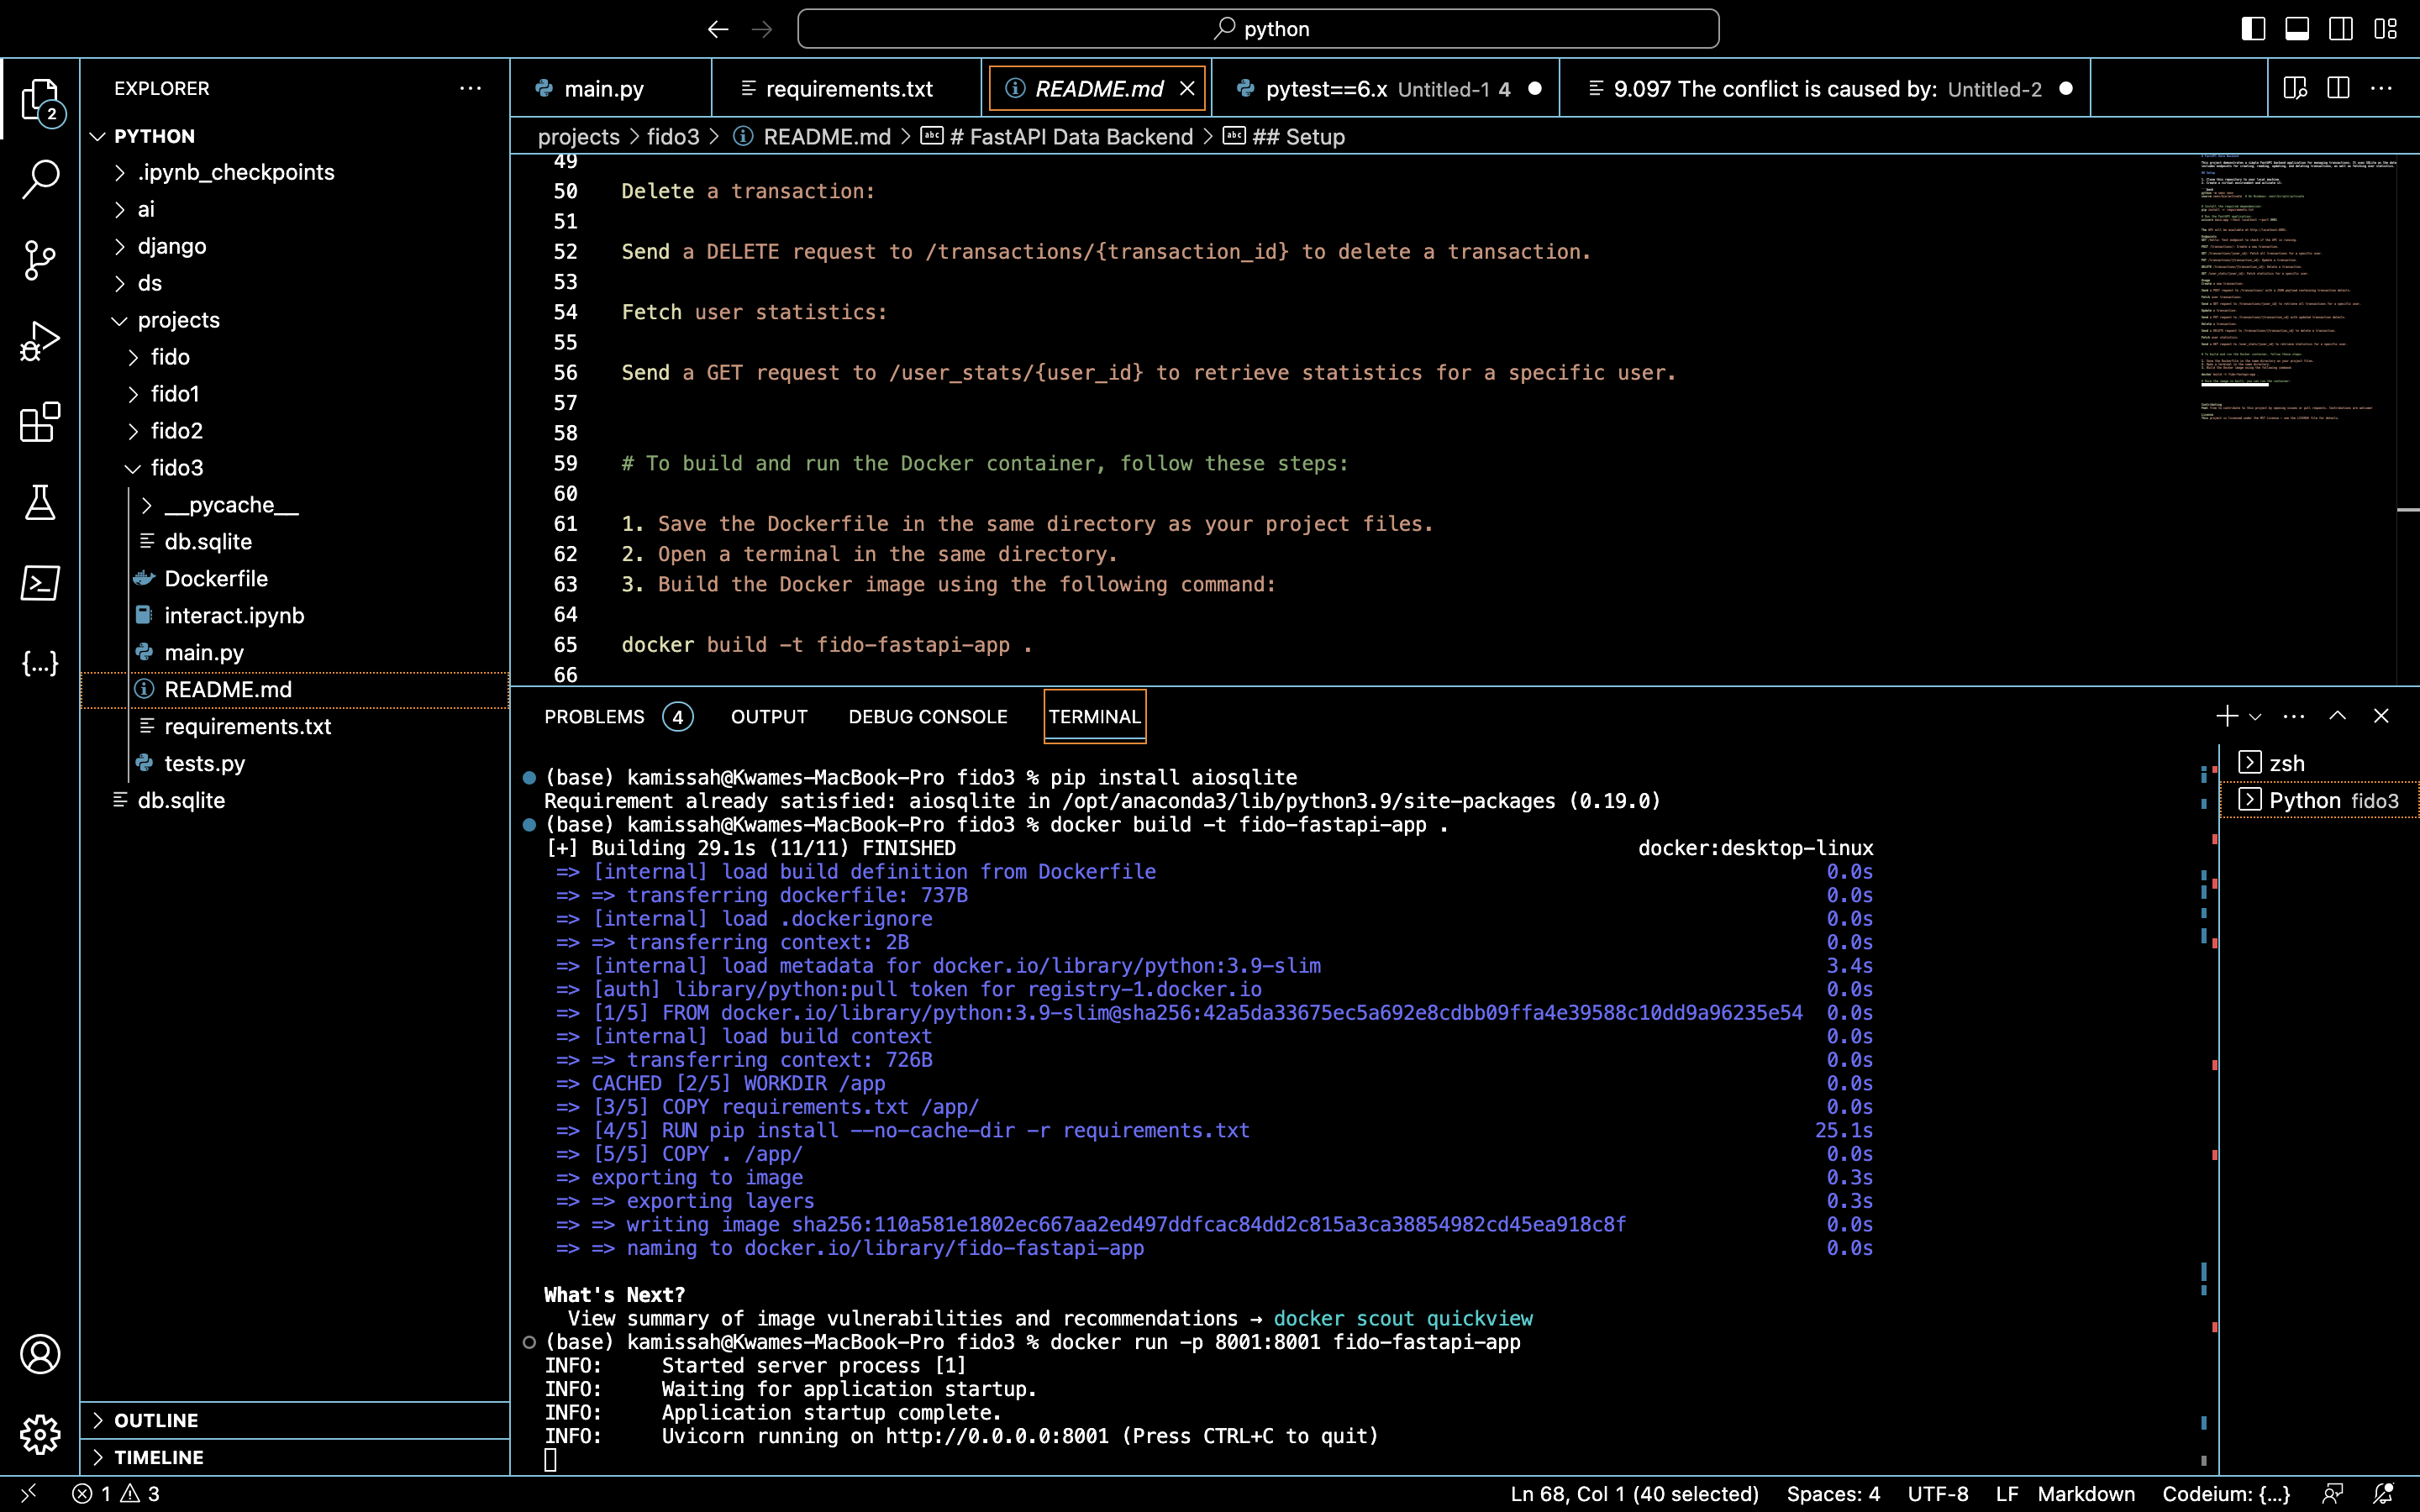 python
EXPLORER
PYTHON
.ipynb_checkpoints
ai
django
ds
projects
fido
fido1
fido2
fido3
__pycache__
db.sqlite
Dockerfile
interact.ipynb
main.py
README.md
requirements.txt
tests.py
db.sqlite
OUTLINE
TIMELINE
2
{...}
main.py
requirements.txt
README.md
pytest==6.x Untitled-1 4
9.097 The conflict is caused by: Untitled-2
projects > fido3 > README.md > # FastAPI Data Backend > ## Setup
49
50 Delete a transaction:
51
52 Send a DELETE request to /transactions/{transaction_id} to delete a transaction.
53
54 Fetch user statistics:
55
56 Send a GET request to /user_stats/{user_id} to retrieve statistics for a specific user.
57
58
59 # To build and run the Docker container, follow these steps:
60
61 1. Save the Dockerfile in the same directory as your project files.
62 2. Open a terminal in the same directory.
63 3. Build the Docker image using the following command:
64
65 docker build -t fido-fastapi-app .
66
PROBLEMS 4 OUTPUT DEBUG CONSOLE TERMINAL
zsh
Python fido3
(base) kamissah@Kwames-MacBook-Pro fido3 % pip install aiosqlite
Requirement already satisfied: aiosqlite in /opt/anaconda3/lib/python3.9/site-packages (0.19.0)
(base) kamissah@Kwames-MacBook-Pro fido3 % docker build -t fido-fastapi-app .
[+] Building 29.1s (11/11) FINISHED docker:desktop-linux
=> [internal] load build definition from Dockerfile 0.0s
=> => transferring dockerfile: 737B 0.0s
=> [internal] load .dockerignore 0.0s
=> => transferring context: 2B 0.0s
=> [internal] load metadata for docker.io/library/python:3.9-slim 3.4s
=> [auth] library/python:pull token for registry-1.docker.io 0.0s
=> [1/5] FROM docker.io/library/python:3.9-slim@sha256:42a5da33675ec5a692e8cdbb09ffa4e39588c10dd9a96235e54 0.0s
=> [internal] load build context 0.0s
=> => transferring context: 726B 0.0s
=> CACHED [2/5] WORKDIR /app 0.0s
=> [3/5] COPY requirements.txt /app/ 0.0s
=> [4/5] RUN pip install --no-cache-dir -r requirements.txt 25.1s
=> [5/5] COPY . /app/ 0.0s
=> exporting to image 0.3s
=> => exporting layers 0.3s
=> => writing image sha256:110a581e1802ec667aa2ed497ddfcac84dd2c815a3ca38854982cd45ea918c8f 0.0s
=> => naming to docker.io/library/fido-fastapi-app 0.0s
What's Next?
View summary of image vulnerabilities and recommendations → docker scout quickview
(base) kamissah@Kwames-MacBook-Pro fido3 % docker run -p 8001:8001 fido-fastapi-app
INFO: Started server process [1]
INFO: Waiting for application startup.
INFO: Application startup complete.
INFO: Uvicorn running on http://0.0.0.0:8001 (Press CTRL+C to quit)
1 3 Ln 68, Col 1 (40 selected) Spaces: 4 UTF-8 LF Markdown Codeium: {...}